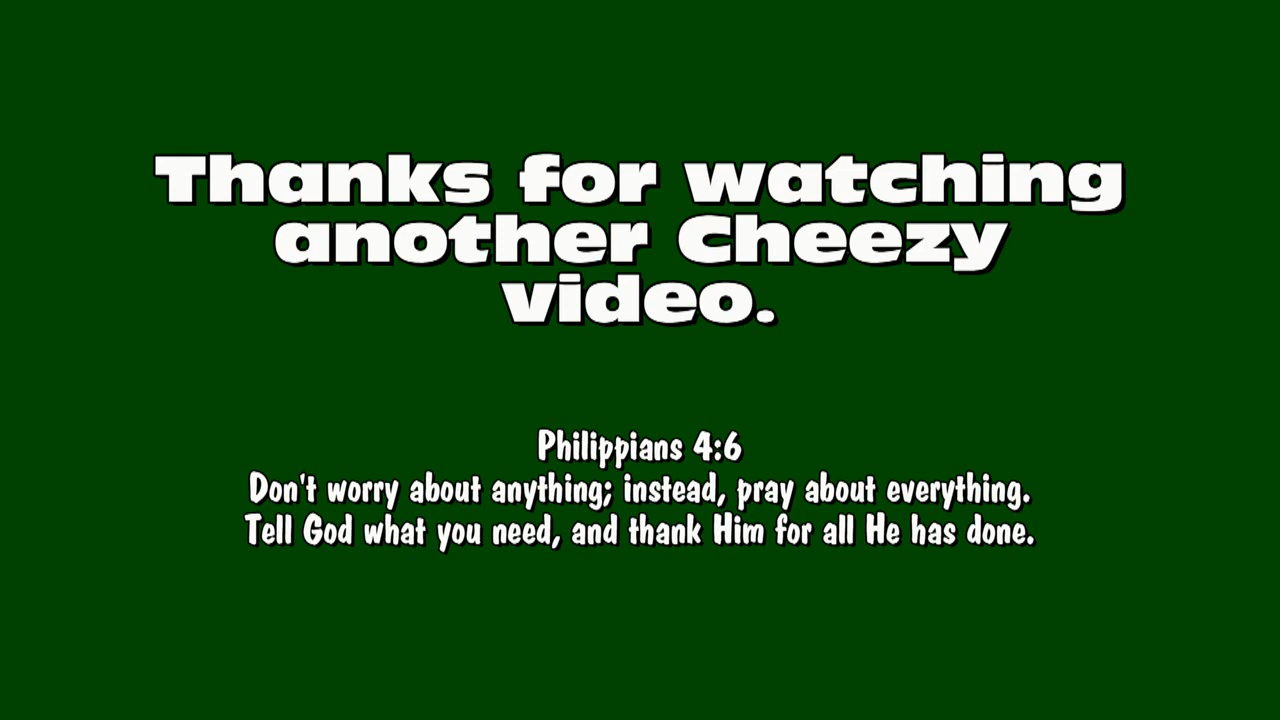 Thanks for watching
another Cheezy
video.
Philippians 4:6
Don't worry about anything; instead, pray about everything.
Tell God what you need, and thank Him for all He has done.